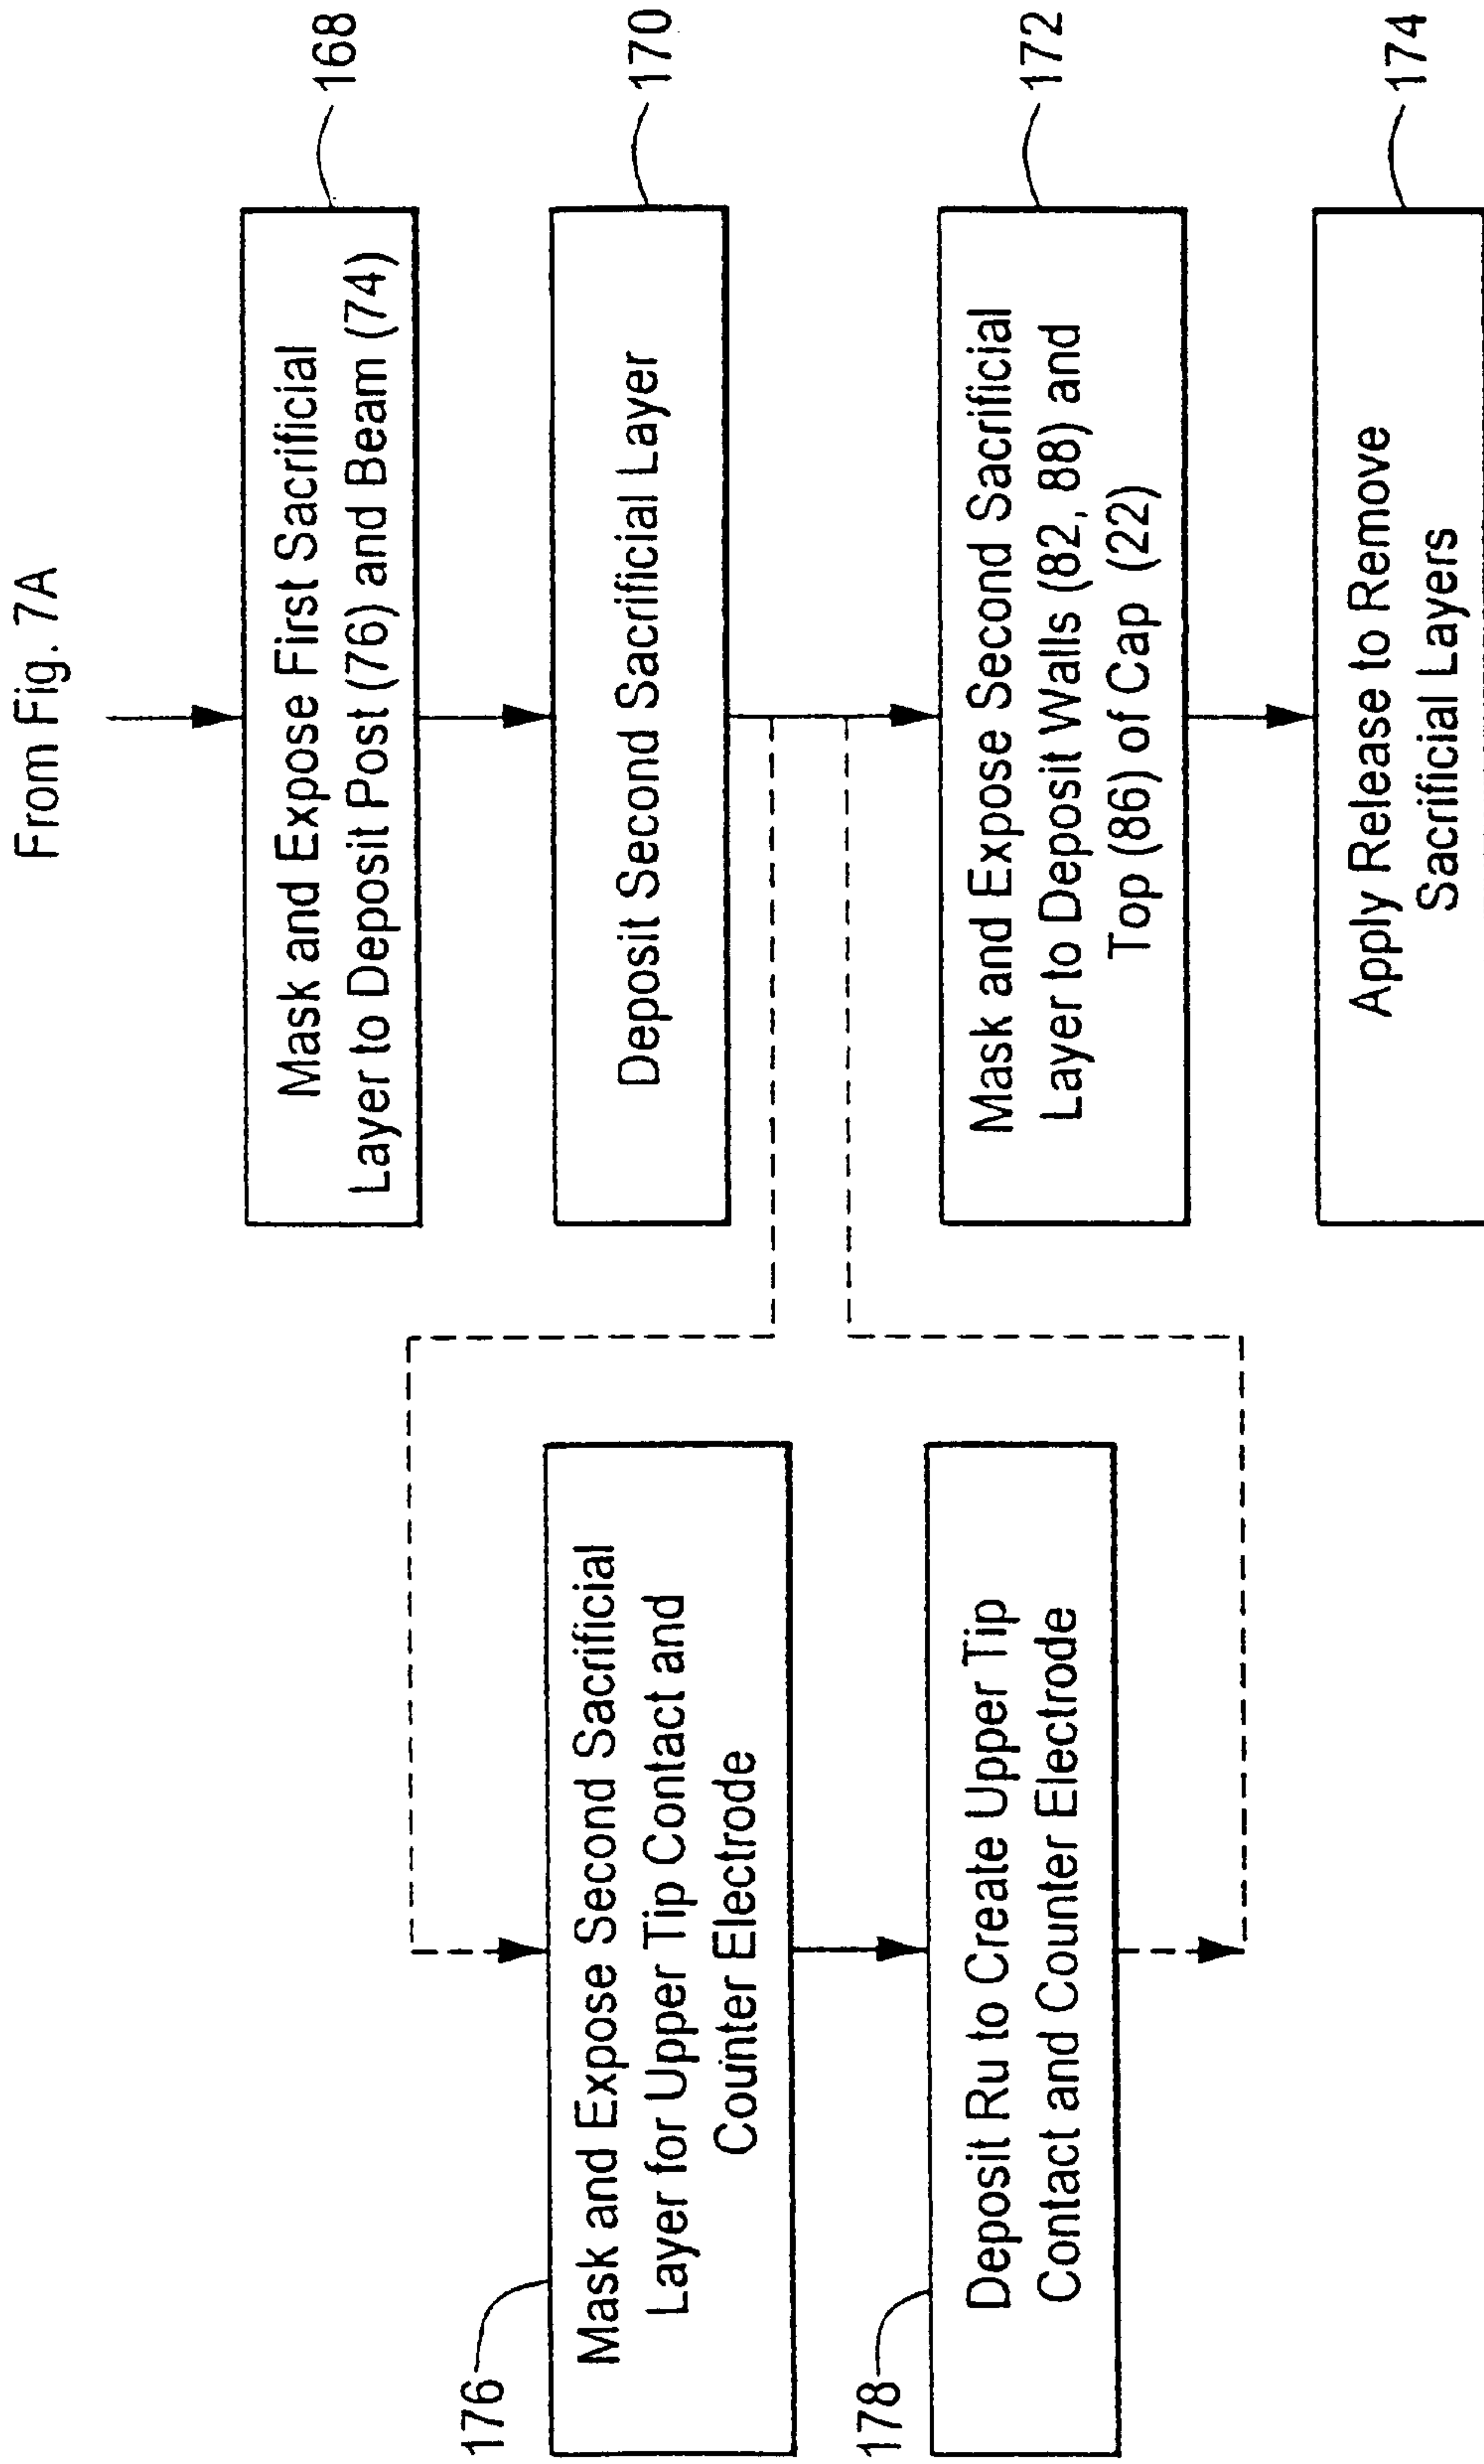 From Fig. 7A
Mask and Expose First Sacrificial
Layer to Deposit Post (76) and Beam (74)
168
Deposit Second Sacrificial Layer
170
Mask and Expose Second Sacrificial
Layer to Deposit Walls (82, 88) and
Top (86) of Cap (22)
172
Apply Release to Remove
Sacrificial Layers
174
176
Mask and Expose Second Sacrificial
Layer for Upper Tip Contact and
Counter Electrode
178
Deposit Ru to Create Upper Tip
Contact and Counter Electrode